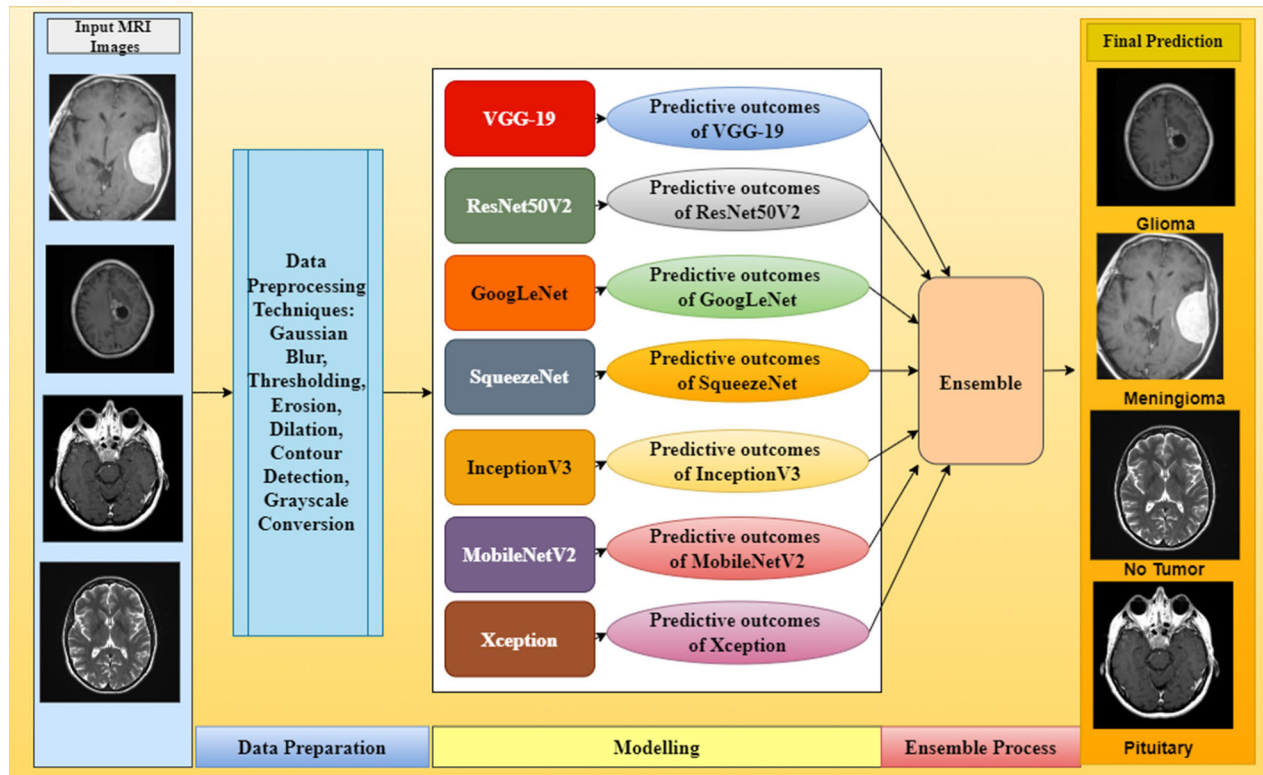 Input MRI
Images
Data
Preprocessing
Techniques:
Gaussian
Blur,
Thresholding,
Erosion,
Dilation,
Contour
Detection,
Grayscale
Conversion
VGG-19
Predictive outcomes
of VGG-19
ResNet50V2
Predictive outcomes
of ResNet50V2
GoogLeNet
Predictive outcomes
of GoogLeNet
SqueezeNet
Predictive outcomes
of SqueezeNet
InceptionV3
Predictive outcomes
of InceptionV3
MobileNetV2
Predictive outcomes
of MobileNetV2
Xception
Predictive outcomes
of Xception
Ensemble
Final Prediction
Glioma
Meningioma
No Tumor
Pituitary
Data Preparation
Modelling
Ensemble Process